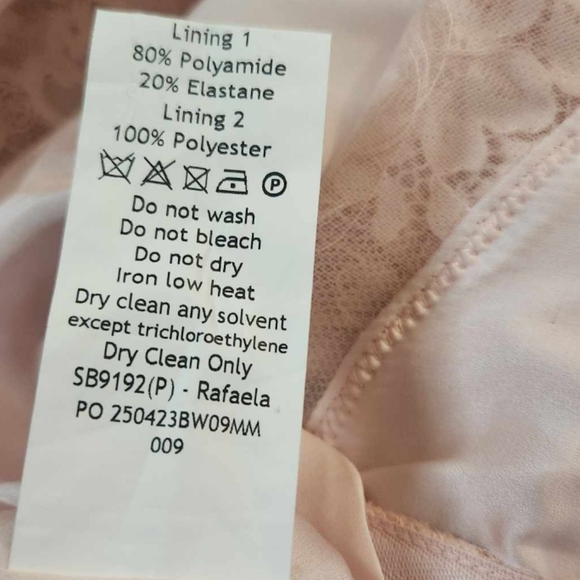 Lining 1
80% Polyamide
20% Elastane
Lining 2
100% Polyester
P
Do not wash
Do not bleach
Do not dry
Iron low heat
Dry clean any solvent
except trichloroethylene
Dry Clean Only
SB9192(P) - Rafaela
PO 250423BW09MM
009